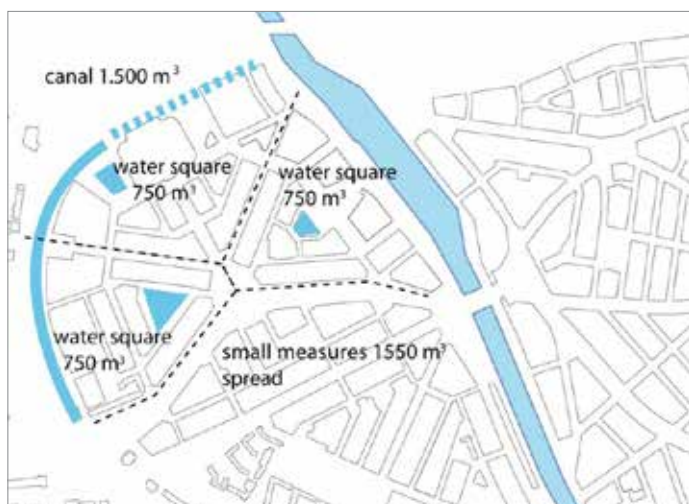 canal 1.500 m³
water square
750 m³
water square
750 m³
water square
750 m³
small measures 1550 m³
spread